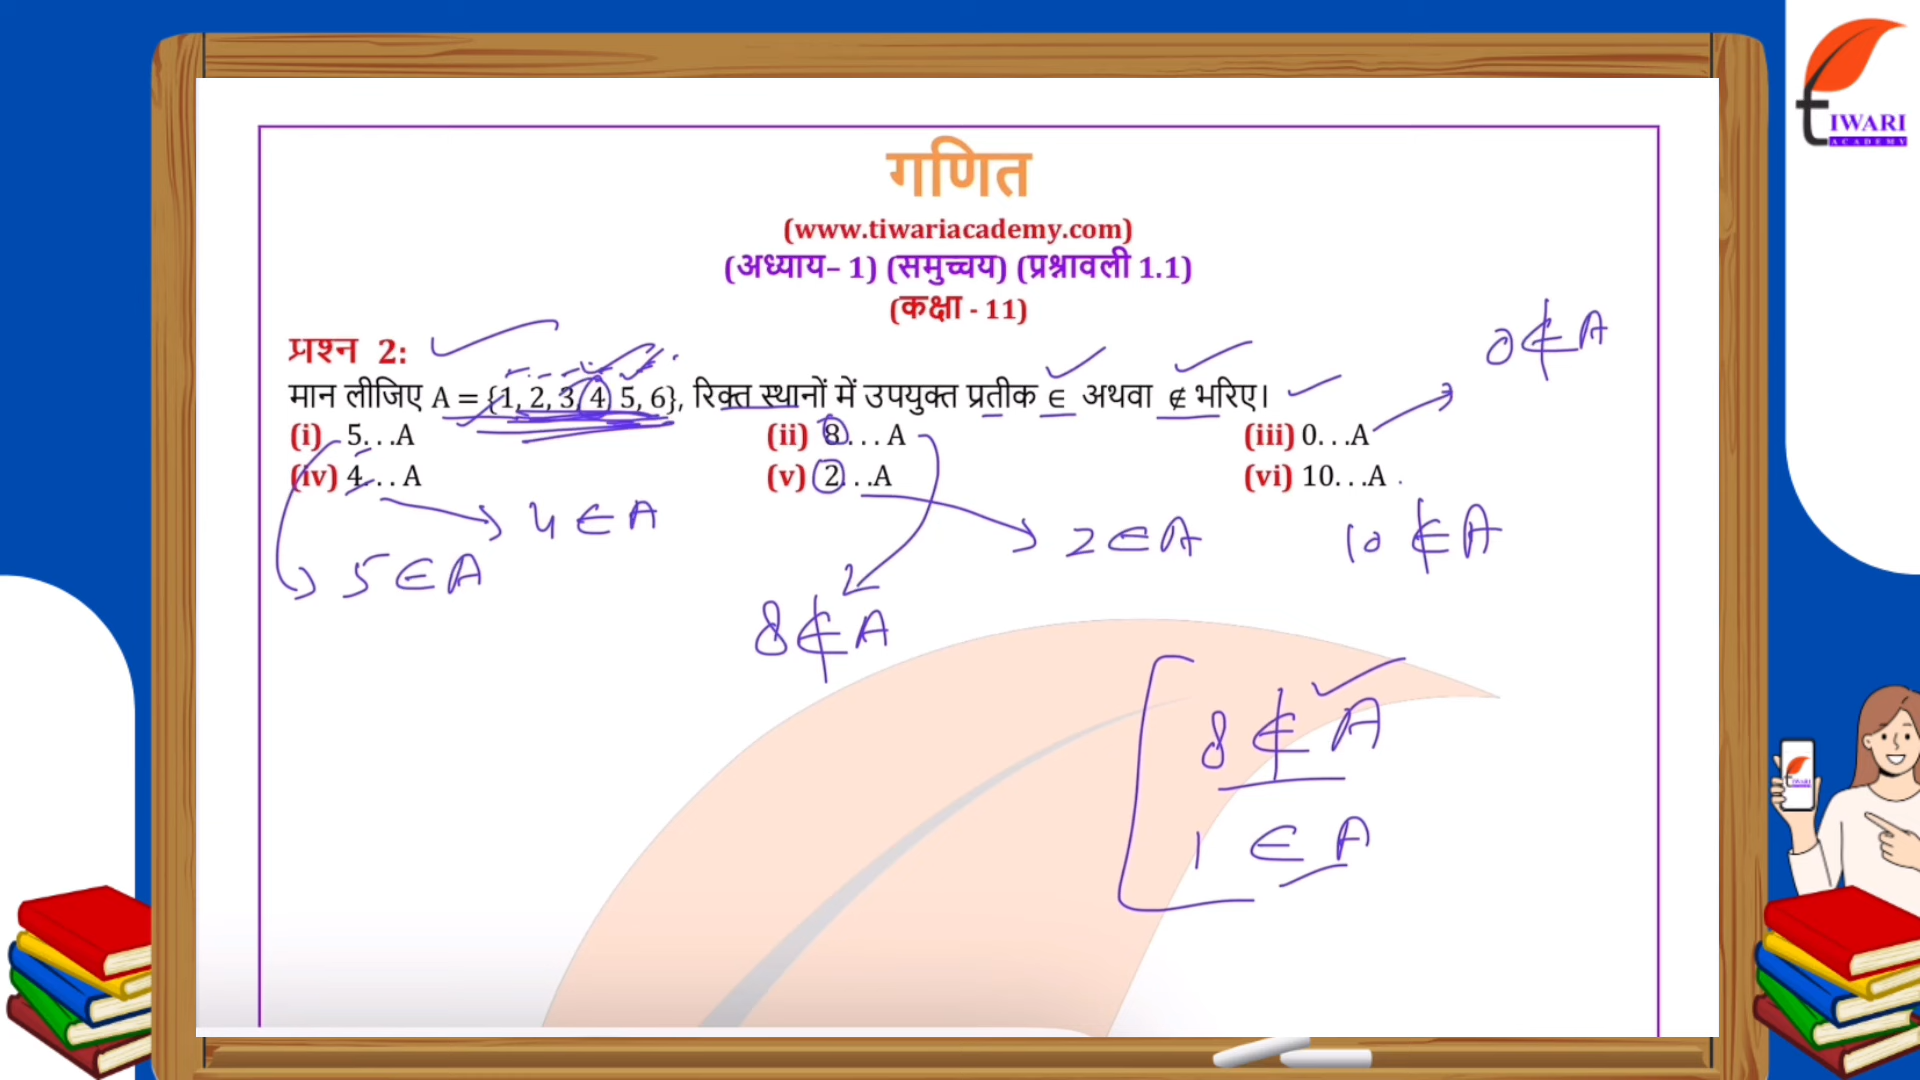 TIWARI
ACADEMY
गणित
(www.tiwariacademy.com)
(अध्याय– 1) (समुच्चय) (प्रश्नावली 1.1)
(कक्षा - 11)
प्रश्न 2:
मान लीजिए A = {1, 2, 3, 4, 5, 6}, रिक्त स्थानों में उपयुक्त प्रतीक ∈ अथवा ∉ भरिए।
(i) 5. . .A (ii) 8. . . A (iii) 0. . .A
(iv) 4. . . A (v) 2. . .A (vi) 10. . .A
0 ∉ A
4 ∈ A
2 ∈ A
10 ∉ A
5 ∈ A
8 ∉ A
8 ∉ A
1 ∈ A